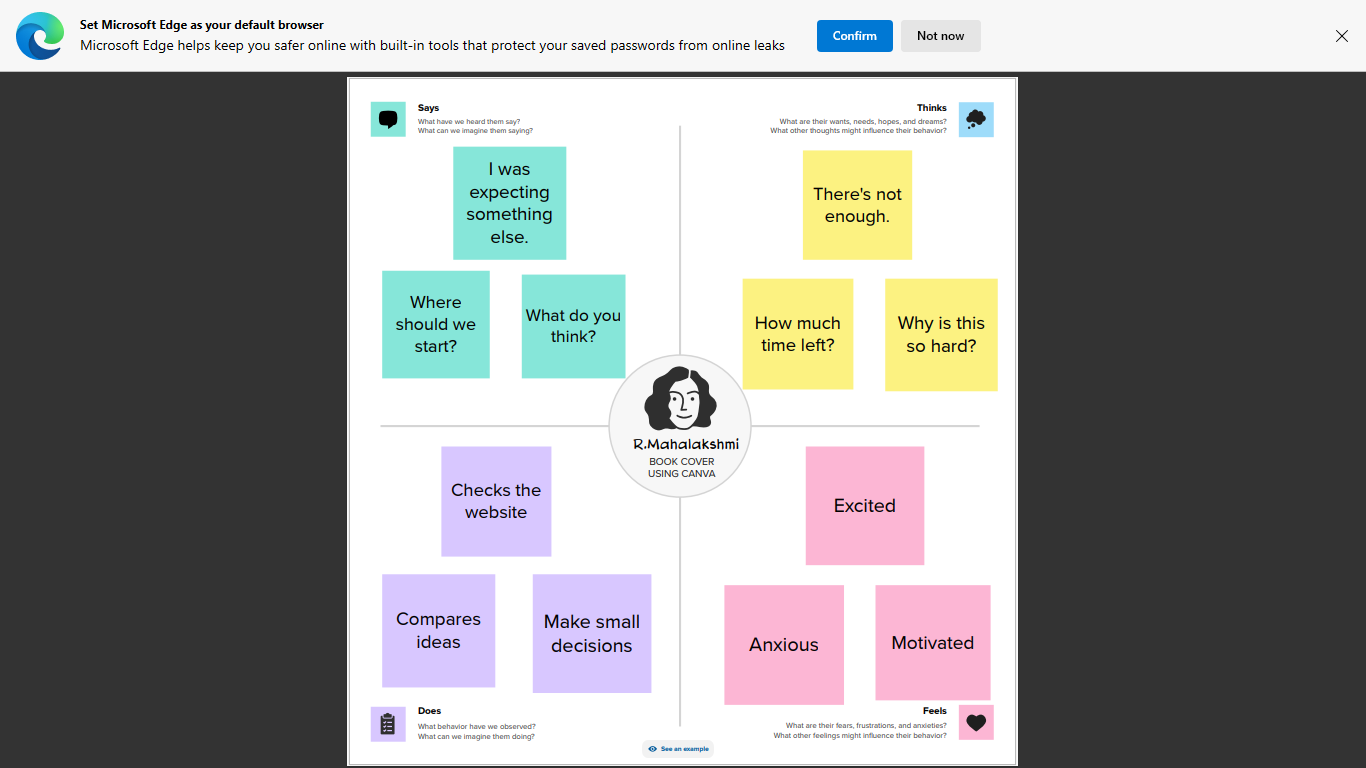 Set Microsoft Edge as your default browser
Microsoft Edge helps keep you safer online with built-in tools that protect your saved passwords from online leaks
Confirm
Not now
Says
What have we heard them say?
What can we imagine them saying?
Thinks
What are their wants, needs, hopes, and dreams?
What other thoughts might influence their behavior?
I was
expecting
something
else.
There's not
enough.
Where
should we
start?
What do you
think?
How much
time left?
Why is this
so hard?
R.Mahalakshmi
BOOK COVER
USING CANVA
Checks the
website
Excited
Compares
ideas
Make small
decisions
Anxious
Motivated
Does
What behavior have we observed?
What can we imagine them doing?
Feels
What are their fears, frustrations, and anxieties?
What other feelings might influence their behavior?
See an example